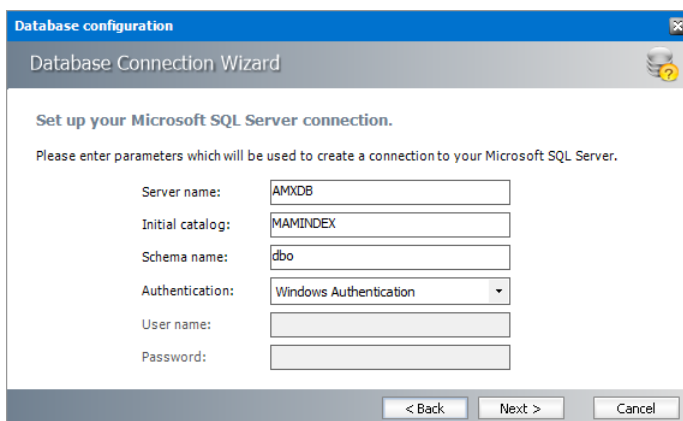 Database configuration
Database Connection Wizard
Set up your Microsoft SQL Server connection.
Please enter parameters which will be used to create a connection to your Microsoft SQL Server.
Server name: AMXDB
Initial catalog: MAMINDEX
Schema name: dbo
Authentication: Windows Authentication
User name:
Password:
< Back Next > Cancel